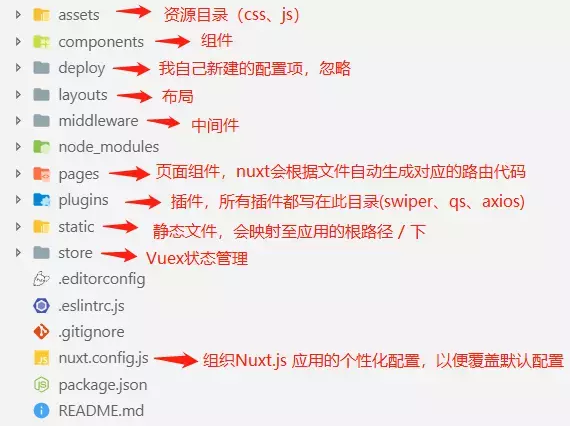 assets 资源目录（css、js）
components 组件
deploy 我自己新建的配置项，忽略
layouts 布局
middleware 中间件
node_modules
pages 页面组件，nuxt会根据文件自动生成对应的路由代码
plugins 插件，所有插件都写在此目录(swiper、qs、axios)
static 静态文件，会映射至应用的根路径 / 下
store Vuex状态管理
.editorconfig
.eslintrc.js
.gitignore
nuxt.config.js 组织Nuxt.js 应用的个性化配置，以便覆盖默认配置
package.json
README.md